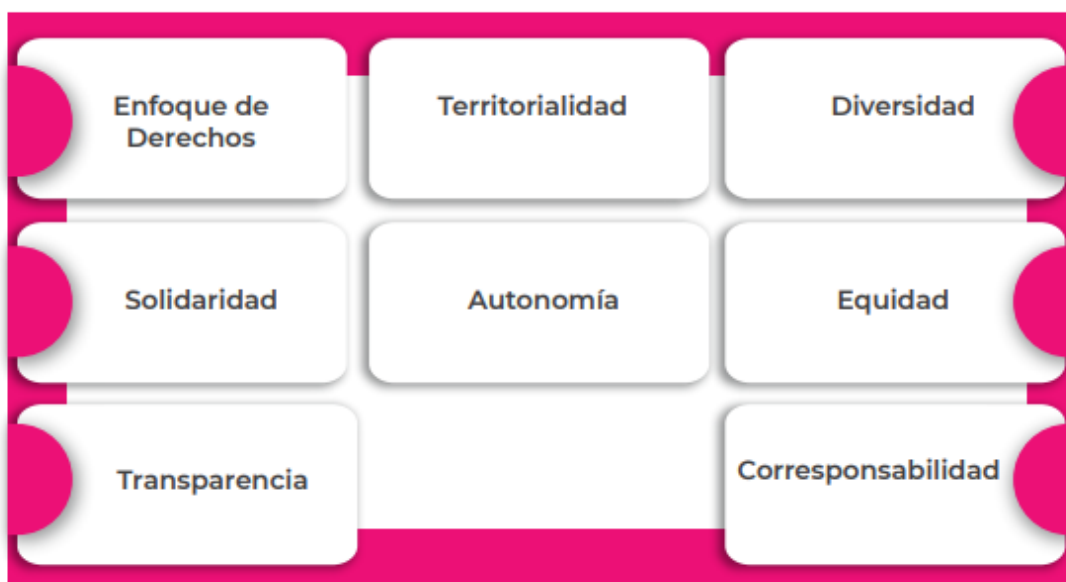 Enfoque de
Derechos
Territorialidad
Diversidad
Solidaridad
Autonomía
Equidad
Transparencia
Corresponsabilidad